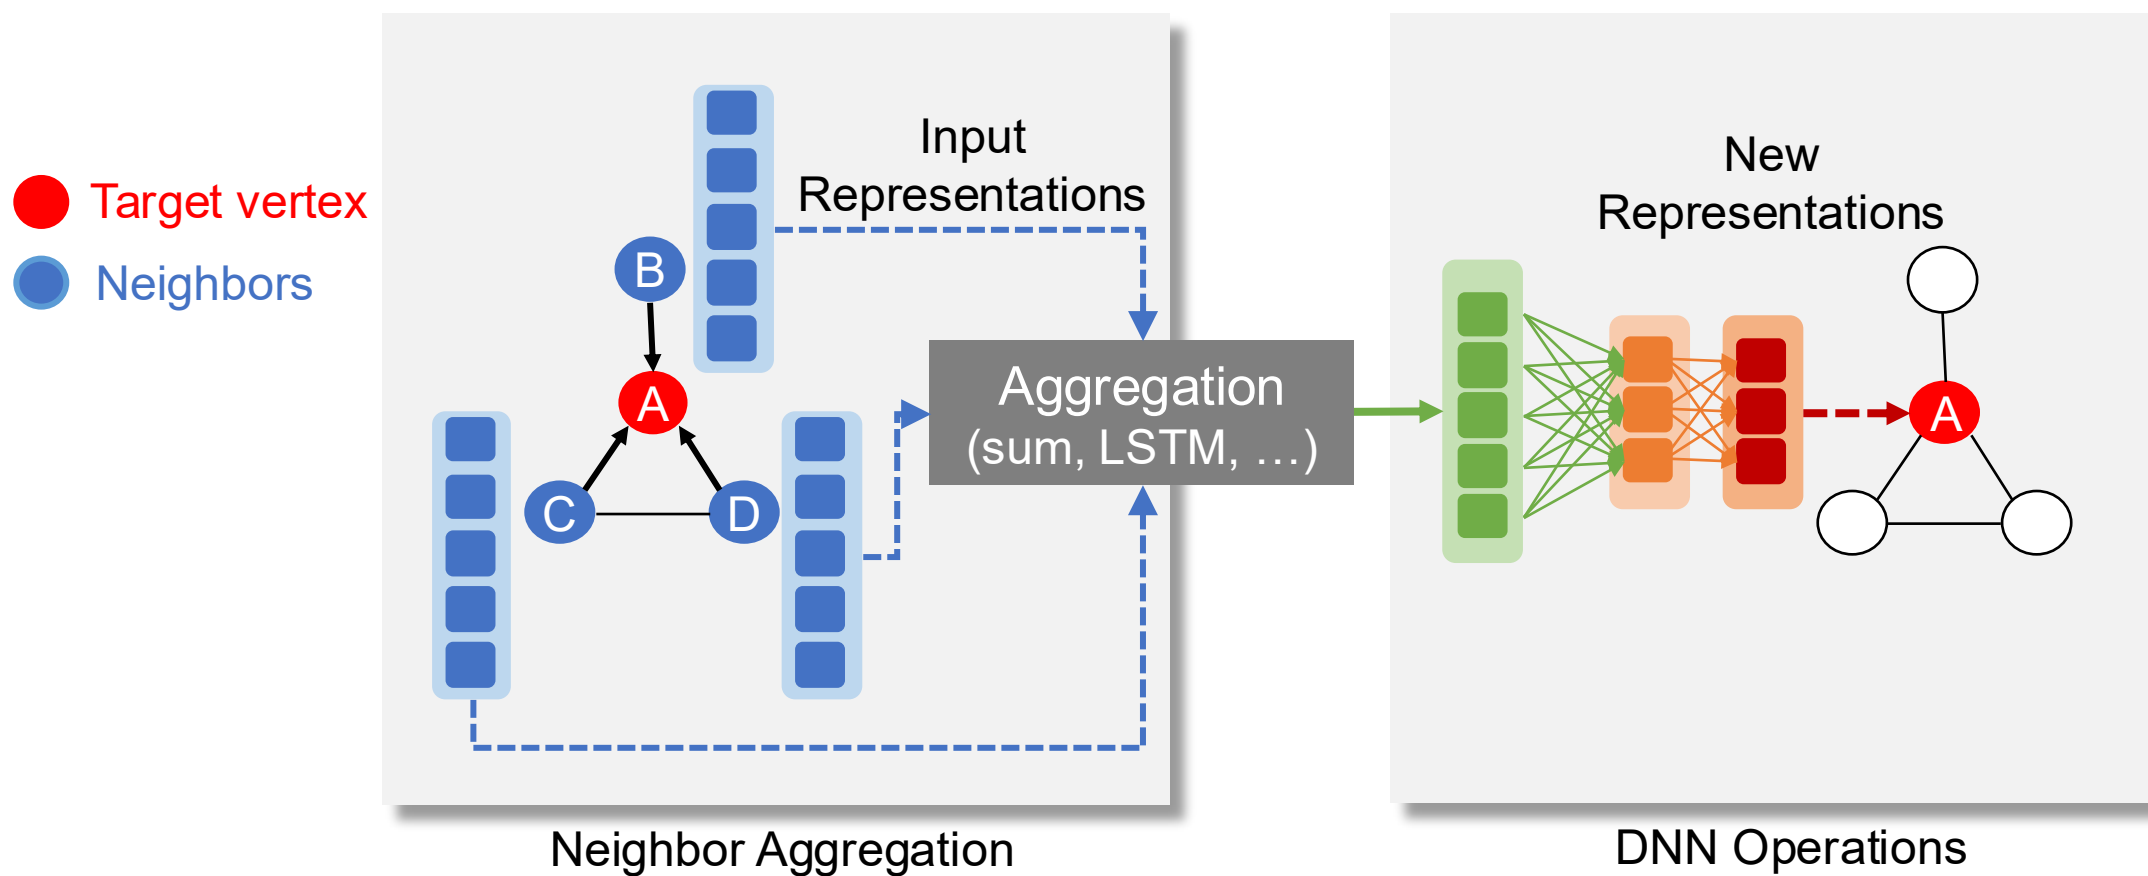 Target vertex
Neighbors
Input
Representations
B
A
C
D
Aggregation
(sum, LSTM, …)
Neighbor Aggregation
New
Representations
A
DNN Operations